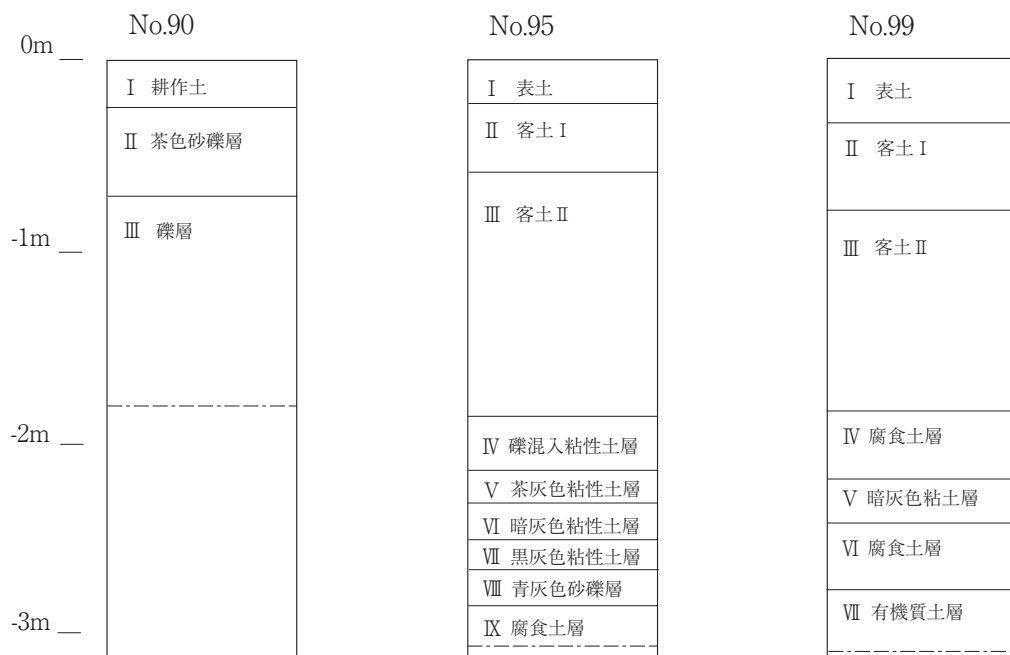 No.90
No.95
No.99
0m
-1m
-2m
-3m
Ⅰ 耕作土
Ⅱ 茶色砂礫層
Ⅲ 礫層
Ⅰ 表土
Ⅱ 客土Ⅰ
Ⅲ 客土Ⅱ
Ⅳ 礫混入粘性土層
Ⅴ 茶灰色粘性土層
Ⅵ 暗灰色粘性土層
Ⅶ 黒灰色粘性土層
Ⅷ 青灰色砂礫層
Ⅸ 腐食土層
Ⅰ 表土
Ⅱ 客土Ⅰ
Ⅲ 客土Ⅱ
Ⅳ 腐食土層
Ⅴ 暗灰色粘土層
Ⅵ 腐食土層
Ⅶ 有機質土層